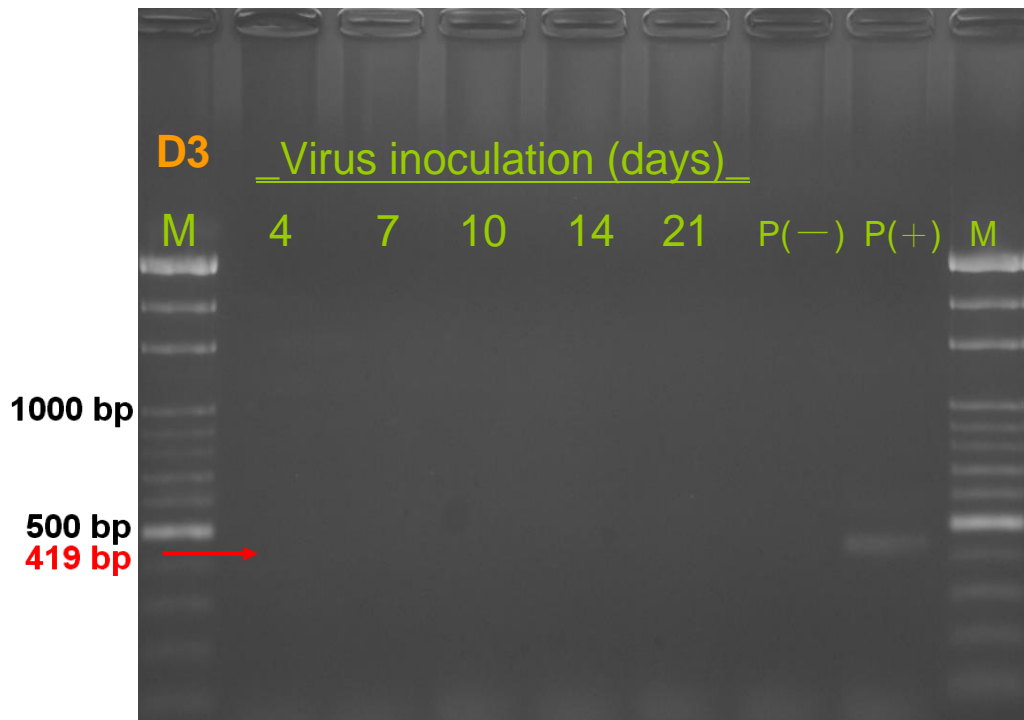 D3
_Virus inoculation (days)_
M 4 7 10 14 21 P(—) P(+) M
1000 bp
500 bp
419 bp